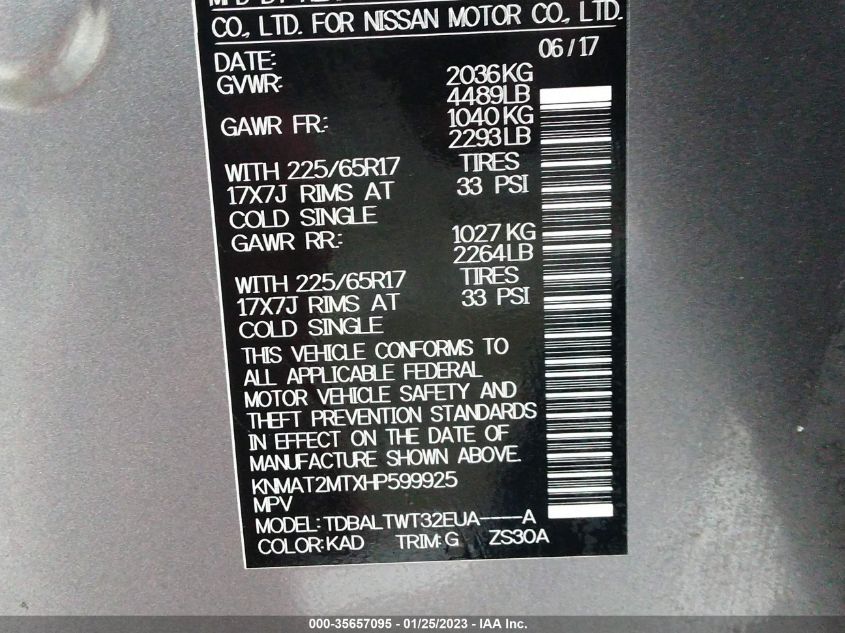 CO., LTD. FOR NISSAN MOTOR CO., LTD.
DATE: 06/17
GVWR: 2036KG
4489LB
GAWR FR: 1040KG
2293LB
WITH 225/65R17 TIRES
17X7J RIMS AT 33 PSI
COLD SINGLE
GAWR RR: 1027KG
2264LB
WITH 225/65R17 TIRES
17X7J RIMS AT 33 PSI
COLD SINGLE
THIS VEHICLE CONFORMS TO
ALL APPLICABLE FEDERAL
MOTOR VEHICLE SAFETY AND
THEFT PREVENTION STANDARDS
IN EFFECT ON THE DATE OF
MANUFACTURE SHOWN ABOVE.
KNMAT2MTXHP599925
MPV
MODEL: TDBALTWT32EUA----A
COLOR: KAD TRIM: G ZS30A
000-35657095 - 01/25/2023 - IAA Inc.